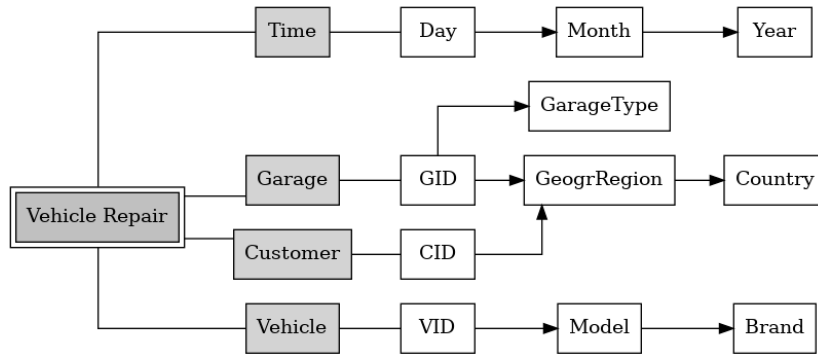 Time
Day
Month
Year
GarageType
Garage
GID
GeogrRegion
Country
Vehicle Repair
Customer
CID
Vehicle
VID
Model
Brand